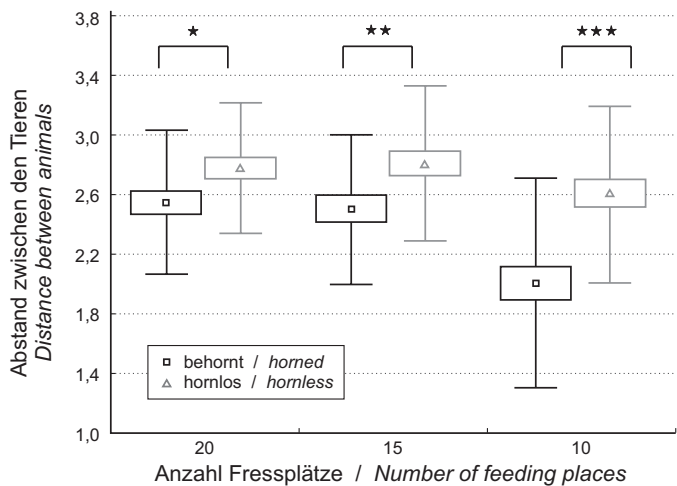 Abstand zwischen den Tieren
Distance between animals
3,8
3,4
3,0
2,6
2,2
1,8
1,4
1,0
★
★★
★★★
behornt / horned
hornlos / hornless
20
15
10
Anzahl Fressplätze / Number of feeding places